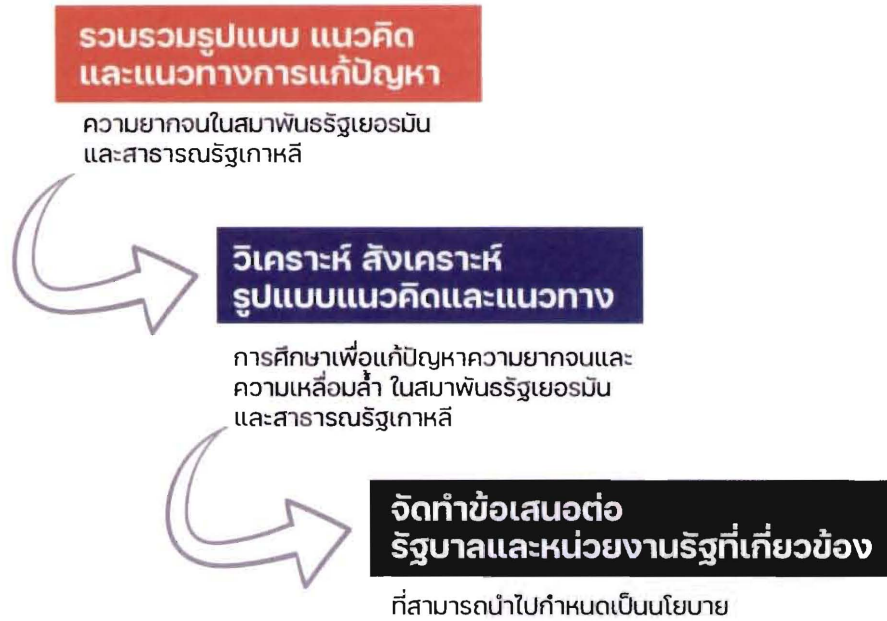 รวบรวมรูปแบบ แนวคิด
และแนวทางการแก้ปัญหา
ความยากจนในสมาพันธรัฐเยอรมัน
และสาธารณรัฐเกาหลี
วิเคราะห์ สังเคราะห์
รูปแบบแนวคิดและแนวทาง
การศึกษาเพื่อแก้ปัญหาความยากจนและ
ความเหลื่อมล้ำ ในสมาพันธรัฐเยอรมัน
และสาธารณรัฐเกาหลี
จัดทำข้อเสนอต่อ
รัฐบาลและหน่วยงานรัฐที่เกี่ยวข้อง
ที่สามารถนำไปกำหนดเป็นนโยบาย